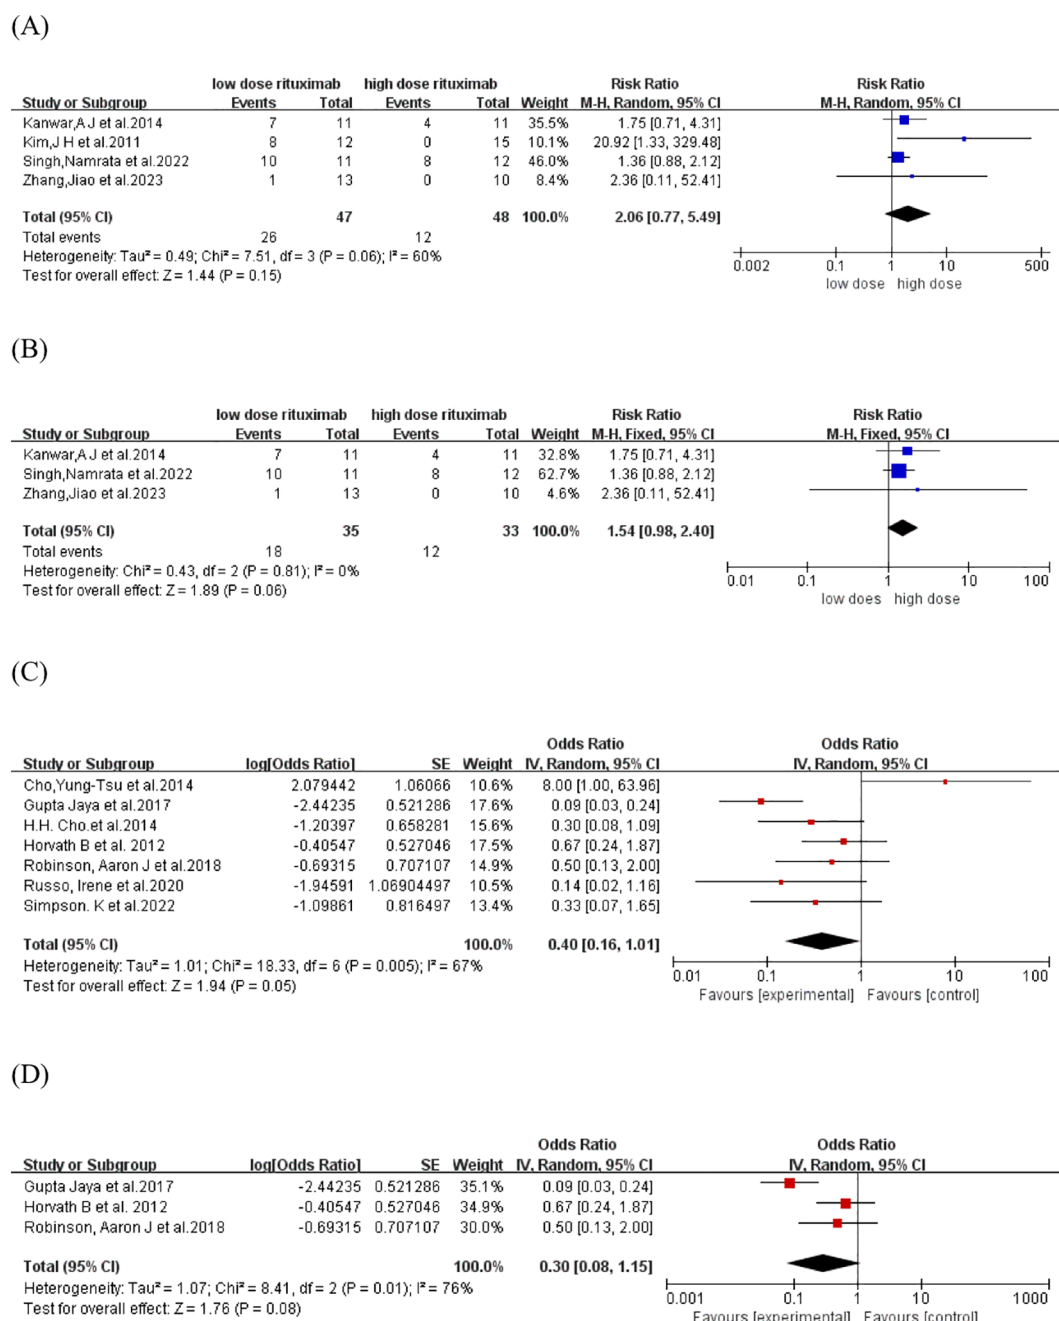 (A)
low dose rituximab high dose rituximab Risk Ratio Risk Ratio
Study or Subgroup Events Total Events Total Weight M-H, Random, 95% CI M-H, Random, 95% CI
Kanwar,A J et al.2014 7 11 4 11 35.5% 1.75 [0.71, 4.31]
Kim,J H et al.2011 8 12 0 15 10.1% 20.92 [1.33, 329.48]
Singh,Namrata et al.2022 10 11 8 12 46.0% 1.36 [0.88, 2.12]
Zhang,Jiao et al.2023 1 13 0 10 8.4% 2.36 [0.11, 52.41]
Total (95% CI) 47 48 100.0% 2.06 [0.77, 5.49]
Total events 26 12
Heterogeneity: Tau² = 0.49; Chi² = 7.51, df = 3 (P = 0.06); I² = 60%
Test for overall effect: Z = 1.44 (P = 0.15)
0.002 0.1 1 10 500
low dose high dose
(B)
low dose rituximab high dose rituximab Risk Ratio Risk Ratio
Study or Subgroup Events Total Events Total Weight M-H, Fixed, 95% CI M-H, Fixed, 95% CI
Kanwar,A J et al.2014 7 11 4 11 32.8% 1.75 [0.71, 4.31]
Singh,Namrata et al.2022 10 11 8 12 62.7% 1.36 [0.88, 2.12]
Zhang,Jiao et al.2023 1 13 0 10 4.6% 2.36 [0.11, 52.41]
Total (95% CI) 35 33 100.0% 1.54 [0.98, 2.40]
Total events 18 12
Heterogeneity: Chi² = 0.43, df = 2 (P = 0.81); I² = 0%
Test for overall effect: Z = 1.89 (P = 0.06)
0.01 0.1 1 10 100
low does high dose
(C)
Odds Ratio Odds Ratio
Study or Subgroup log[Odds Ratio] SE Weight IV, Random, 95% CI IV, Random, 95% CI
Cho,Yung-Tsu et al.2014 2.079442 1.06066 10.6% 8.00 [1.00, 63.96]
Gupta Jaya et al.2017 -2.44235 0.521286 17.6% 0.09 [0.03, 0.24]
H.H. Cho.et al.2014 -1.20397 0.658281 15.6% 0.30 [0.08, 1.09]
Horvath B et al. 2012 -0.40547 0.527046 17.5% 0.67 [0.24, 1.87]
Robinson, Aaron J et al.2018 -0.69315 0.707107 14.9% 0.50 [0.13, 2.00]
Russo, Irene et al.2020 -1.94591 1.06904497 10.5% 0.14 [0.02, 1.16]
Simpson. K et al.2022 -1.09861 0.816497 13.4% 0.33 [0.07, 1.65]
Total (95% CI) 100.0% 0.40 [0.16, 1.01]
Heterogeneity: Tau² = 1.01; Chi² = 18.33, df = 6 (P = 0.005); I² = 67%
Test for overall effect: Z = 1.94 (P = 0.05)
0.01 0.1 1 10 100
Favours [experimental] Favours [control]
(D)
Odds Ratio Odds Ratio
Study or Subgroup log[Odds Ratio] SE Weight IV, Random, 95% CI IV, Random, 95% CI
Gupta Jaya et al.2017 -2.44235 0.521286 35.1% 0.09 [0.03, 0.24]
Horvath B et al. 2012 -0.40547 0.527046 34.9% 0.67 [0.24, 1.87]
Robinson, Aaron J et al.2018 -0.69315 0.707107 30.0% 0.50 [0.13, 2.00]
Total (95% CI) 100.0% 0.30 [0.08, 1.15]
Heterogeneity: Tau² = 1.07; Chi² = 8.41, df = 2 (P = 0.01); I² = 76%
Test for overall effect: Z = 1.76 (P = 0.08)
0.001 0.1 1 10 1000
Favours [experimental] Favours [control]